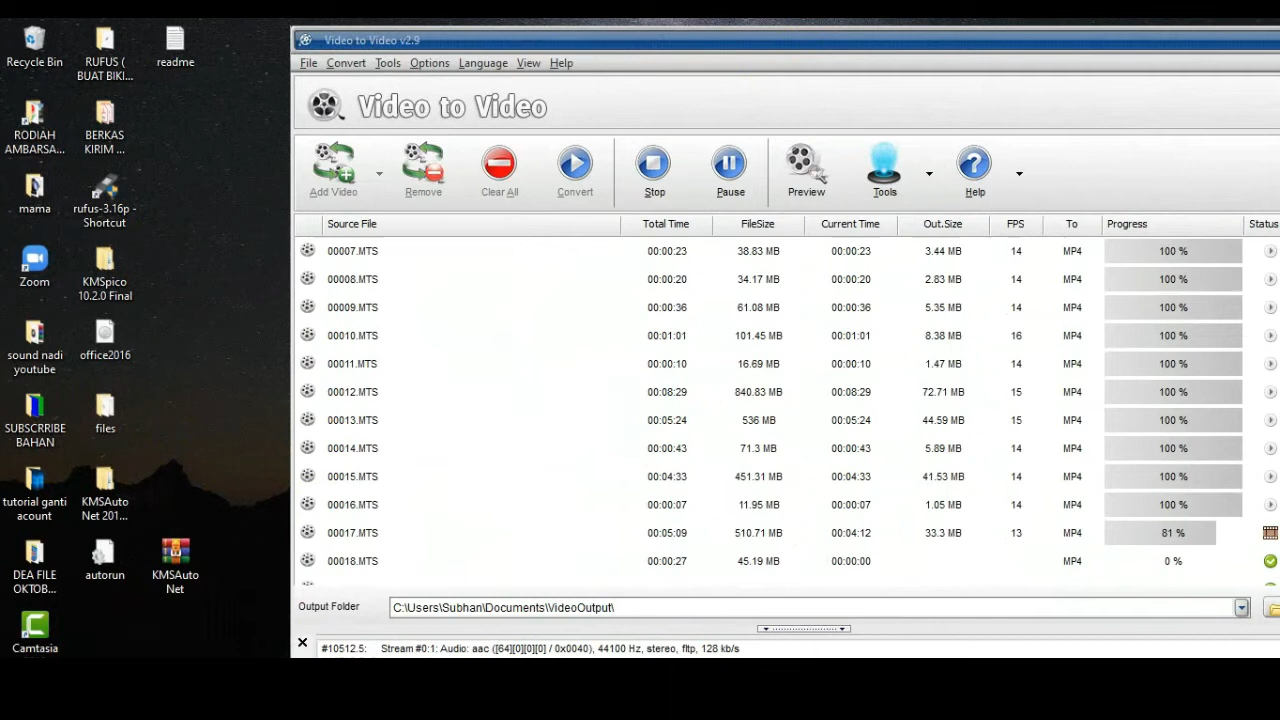 Recycle Bin
RUFUS (
BUAT BIKI...
readme
RODIAH
AMBARSA...
BERKAS
KIRIM ...
mama
rufus-3.16p -
Shortcut
Zoom
KMSpico
10.2.0 Final
sound nadi
youtube
office2016
SUBSCRRIBE
BAHAN
files
tutorial ganti
acount
KMSAuto
Net 201...
DEA FILE
OKTOB...
autorun
KMSAuto
Net
Camtasia
Video to Video v2.9
File Convert Tools Options Language View Help
Video to Video
Add Video Remove Clear All Convert Stop Pause Preview Tools Help
Source File Total Time FileSize Current Time Out.Size FPS To Progress Status
00007.MTS 00:00:23 38.83 MB 00:00:23 3.44 MB 14 MP4 100 %
00008.MTS 00:00:20 34.17 MB 00:00:20 2.83 MB 14 MP4 100 %
00009.MTS 00:00:36 61.08 MB 00:00:36 5.35 MB 14 MP4 100 %
00010.MTS 00:01:01 101.45 MB 00:01:01 8.38 MB 16 MP4 100 %
00011.MTS 00:00:10 16.69 MB 00:00:10 1.47 MB 14 MP4 100 %
00012.MTS 00:08:29 840.83 MB 00:08:29 72.71 MB 15 MP4 100 %
00013.MTS 00:05:24 536 MB 00:05:24 44.59 MB 15 MP4 100 %
00014.MTS 00:00:43 71.3 MB 00:00:43 5.89 MB 14 MP4 100 %
00015.MTS 00:04:33 451.31 MB 00:04:33 41.53 MB 14 MP4 100 %
00016.MTS 00:00:07 11.95 MB 00:00:07 1.05 MB 14 MP4 100 %
00017.MTS 00:05:09 510.71 MB 00:04:12 33.3 MB 13 MP4 81 %
00018.MTS 00:00:27 45.19 MB 00:00:00 MP4 0 %
Output Folder C:\Users\Subhan\Documents\VideoOutput\
#10512.5: Stream #0:1: Audio: aac ([64][0][0][0] / 0x0040), 44100 Hz, stereo, fltp, 128 kb/s